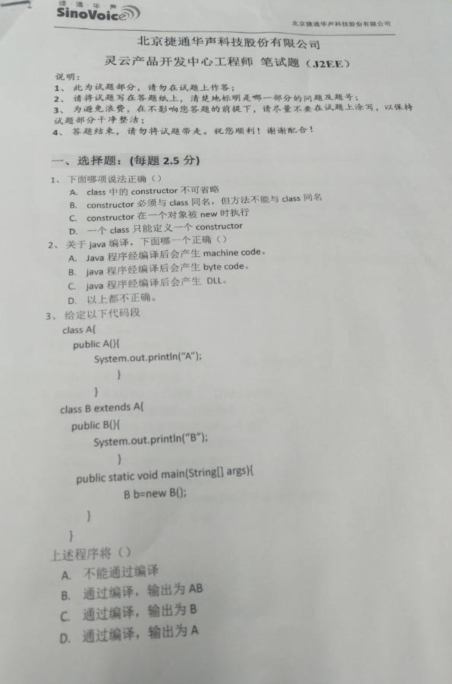 捷通·华声
SinoVoice
北京捷通华声科技股份有限公司
北京捷通华声科技股份有限公司
灵云产品开发中心工程师 笔试题（J2EE）
说明：
1、 此为试题部分，请勿在试题上作答；
2、 请将试题写在答题纸上，清楚地标明是哪一部分的问题及题号；
3、 为避免浪费，在不影响您答题的前提下，请尽量不要在试题上涂写，以保持
试题部分干净整洁；
4、 答题结束，请勿将试题带走。祝您顺利！谢谢配合！
一、选择题：(每题 2.5 分)
1、 下面哪项说法正确（）
A. class 中的 constructor 不可省略
B. constructor 必须与 class 同名，但方法不能与 class 同名
C. constructor 在一个对象被 new 时执行
D. 一个 class 只能定义一个 constructor
2、 关于 java 编译，下面哪一个正确（）
A. Java 程序经编译后会产生 machine code。
B. java 程序经编译后会产生 byte code。
C. java 程序经编译后会产生 DLL。
D. 以上都不正确。
3、 给定以下代码段
class A{
public A(){
System.out.println("A");
}
}
class B extends A{
public B(){
System.out.println("B");
}
public static void main(String[] args){
B b=new B();
}
}
上述程序将（）
A. 不能通过编译
B. 通过编译，输出为 AB
C. 通过编译，输出为 B
D. 通过编译，输出为 A